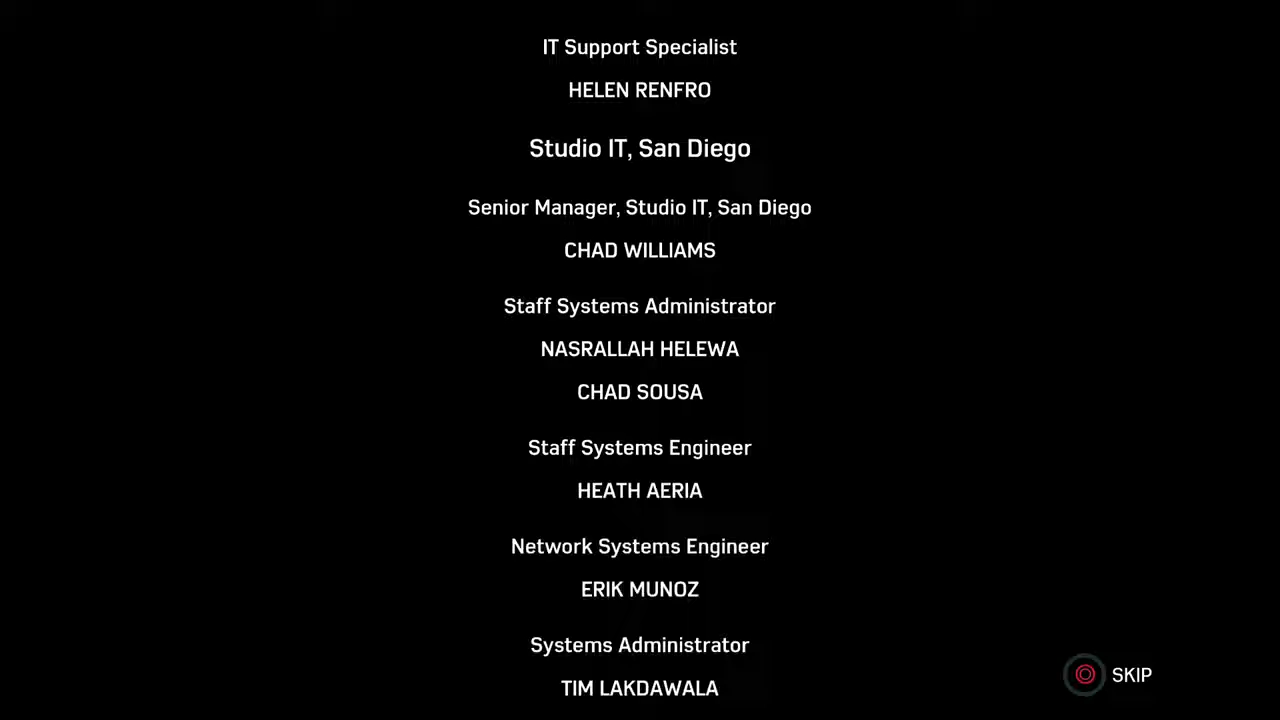 IT Support Specialist
HELEN RENFRO
Studio IT, San Diego
Senior Manager, Studio IT, San Diego
CHAD WILLIAMS
Staff Systems Administrator
NASRALLAH HELEWA
CHAD SOUSA
Staff Systems Engineer
HEATH AERIA
Network Systems Engineer
ERIK MUNOZ
Systems Administrator
SKIP
TIM LAKDAWALA